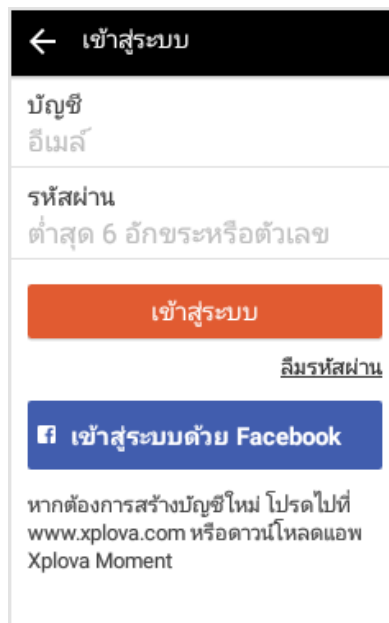 เข้าสู่ระบบ
บัญชี
อีเมล์
รหัสผ่าน
ต่ำสุด 6 อักขระหรือตัวเลข
เข้าสู่ระบบ
ลืมรหัสผ่าน
เข้าสู่ระบบด้วย Facebook
หากต้องการสร้างบัญชีใหม่ โปรดไปที่
www.xplova.com หรือดาวน์โหลดแอพ
Xplova Moment